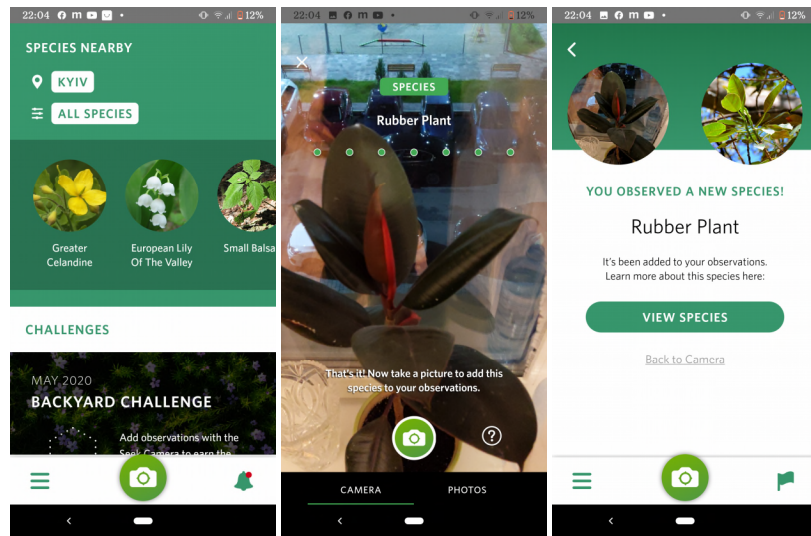 22:04 12%
SPECIES NEARBY
KYIV
ALL SPECIES
Greater
Celandine
European Lily
Of The Valley
Small Balsa
CHALLENGES
MAY 2020
BACKYARD CHALLENGE
Add observations with the
Seek Camera to earn the
22:04 12%
SPECIES
Rubber Plant
That's it! Now take a picture to add this
species to your observations.
CAMERA PHOTOS
22:04 12%
YOU OBSERVED A NEW SPECIES!
Rubber Plant
It's been added to your observations.
Learn more about this species here:
VIEW SPECIES
Back to Camera